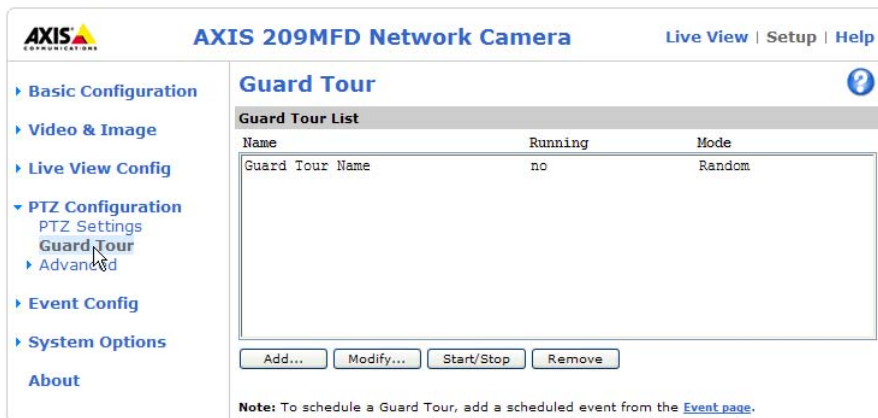 AXIS COMMUNICATIONS
AXIS 209MFD Network Camera
Live View | Setup | Help
Basic Configuration
Video & Image
Live View Config
PTZ Configuration
PTZ Settings
Guard Tour
Advanced
Event Config
System Options
About
Guard Tour
?
Guard Tour List
Name Running Mode
Guard Tour Name no Random
Add... Modify... Start/Stop Remove
Note: To schedule a Guard Tour, add a scheduled event from the Event page.